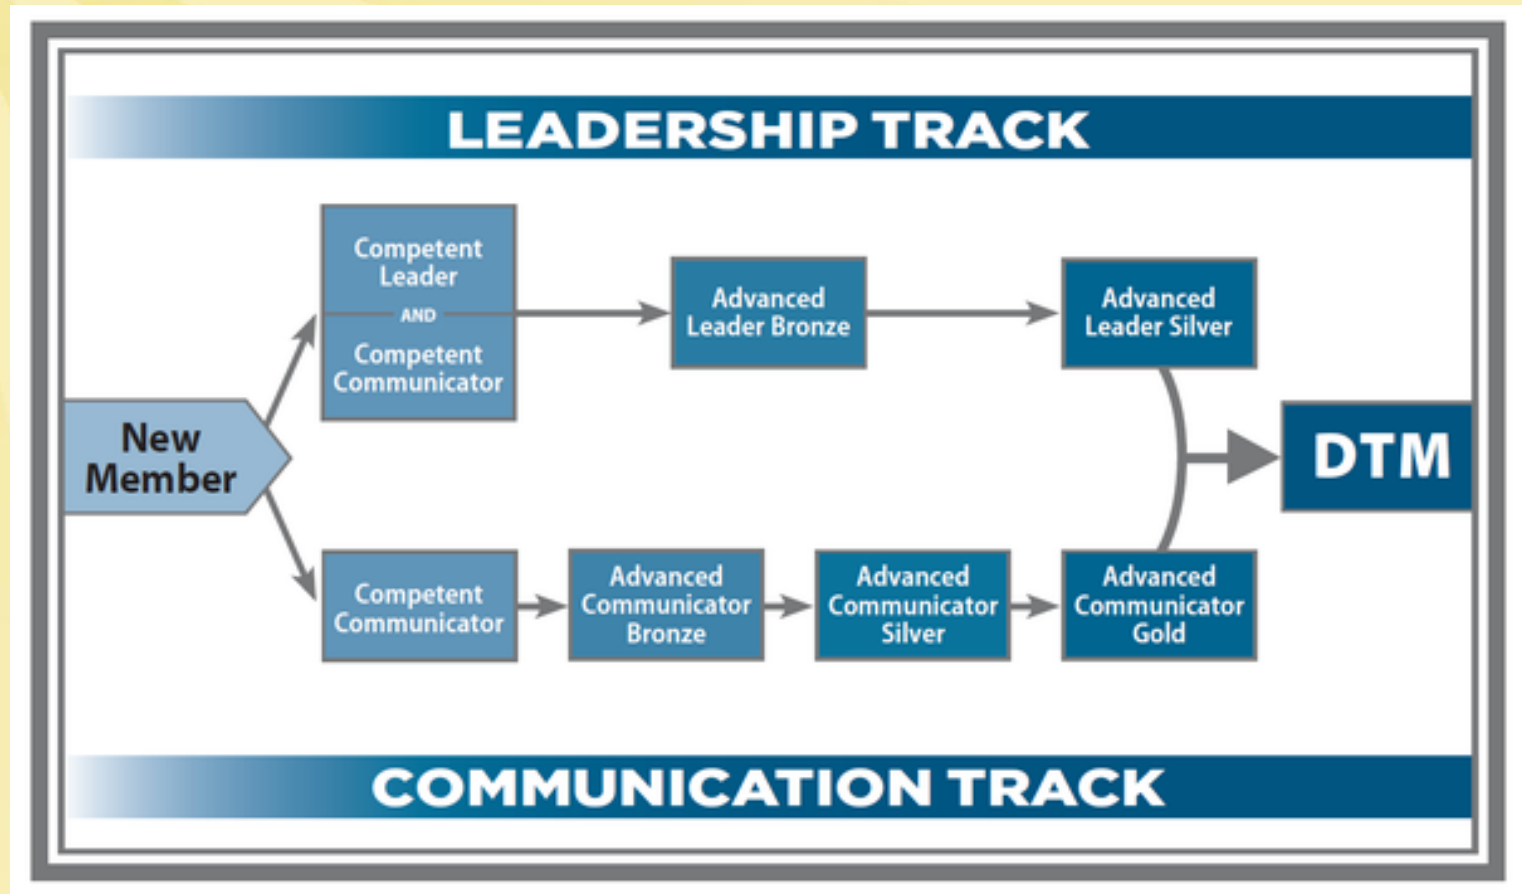 LEADERSHIP TRACK
Competent
Leader
AND
Competent
Communicator
Advanced
Leader Bronze
Advanced
Leader Silver
New
Member
DTM
Competent
Communicator
Advanced
Communicator
Bronze
Advanced
Communicator
Silver
Advanced
Communicator
Gold
COMMUNICATION TRACK